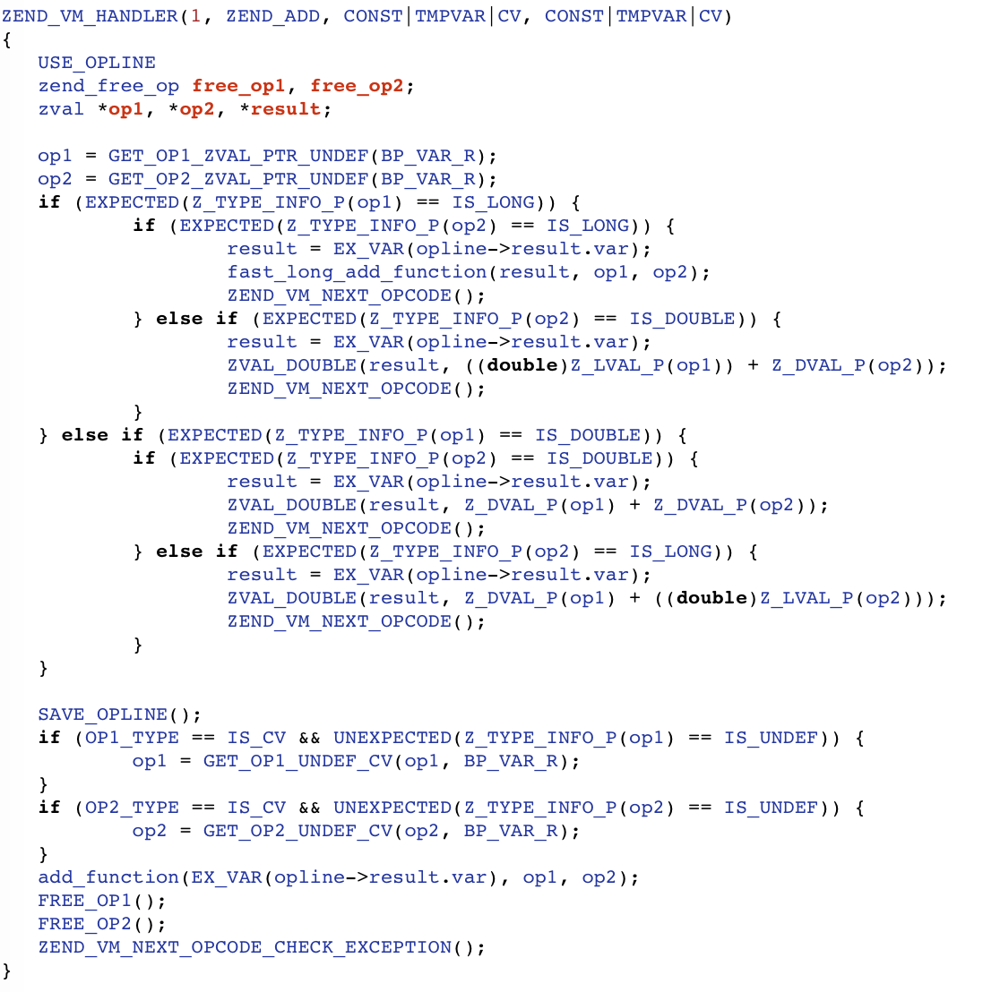 ZEND_VM_HANDLER(1, ZEND_ADD, CONST|TMPVAR|CV, CONST|TMPVAR|CV)
{
USE_OPLINE
zend_free_op free_op1, free_op2;
zval *op1, *op2, *result;
op1 = GET_OP1_ZVAL_PTR_UNDEF(BP_VAR_R);
op2 = GET_OP2_ZVAL_PTR_UNDEF(BP_VAR_R);
if (EXPECTED(Z_TYPE_INFO_P(op1) == IS_LONG)) {
if (EXPECTED(Z_TYPE_INFO_P(op2) == IS_LONG)) {
result = EX_VAR(opline->result.var);
fast_long_add_function(result, op1, op2);
ZEND_VM_NEXT_OPCODE();
} else if (EXPECTED(Z_TYPE_INFO_P(op2) == IS_DOUBLE)) {
result = EX_VAR(opline->result.var);
ZVAL_DOUBLE(result, ((double)Z_LVAL_P(op1)) + Z_DVAL_P(op2));
ZEND_VM_NEXT_OPCODE();
}
} else if (EXPECTED(Z_TYPE_INFO_P(op1) == IS_DOUBLE)) {
if (EXPECTED(Z_TYPE_INFO_P(op2) == IS_DOUBLE)) {
result = EX_VAR(opline->result.var);
ZVAL_DOUBLE(result, Z_DVAL_P(op1) + Z_DVAL_P(op2));
ZEND_VM_NEXT_OPCODE();
} else if (EXPECTED(Z_TYPE_INFO_P(op2) == IS_LONG)) {
result = EX_VAR(opline->result.var);
ZVAL_DOUBLE(result, Z_DVAL_P(op1) + ((double)Z_LVAL_P(op2)));
ZEND_VM_NEXT_OPCODE();
}
}
SAVE_OPLINE();
if (OP1_TYPE == IS_CV && UNEXPECTED(Z_TYPE_INFO_P(op1) == IS_UNDEF)) {
op1 = GET_OP1_UNDEF_CV(op1, BP_VAR_R);
}
if (OP2_TYPE == IS_CV && UNEXPECTED(Z_TYPE_INFO_P(op2) == IS_UNDEF)) {
op2 = GET_OP2_UNDEF_CV(op2, BP_VAR_R);
}
add_function(EX_VAR(opline->result.var), op1, op2);
FREE_OP1();
FREE_OP2();
ZEND_VM_NEXT_OPCODE_CHECK_EXCEPTION();
}